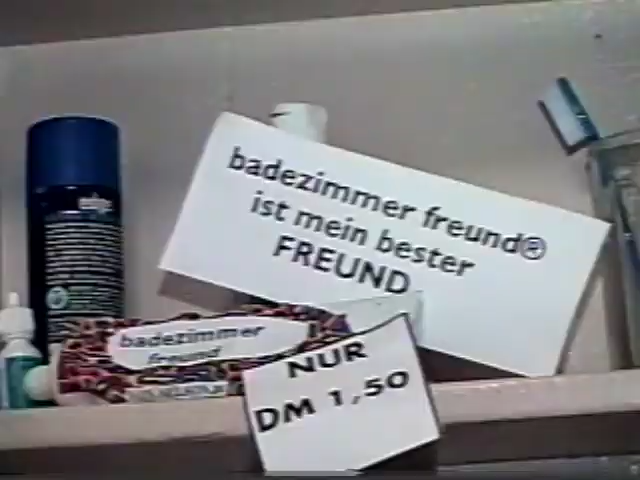 badezimmer freund®
ist mein bester
FREUND
badezimmer
freund
NUR
DM 1,50